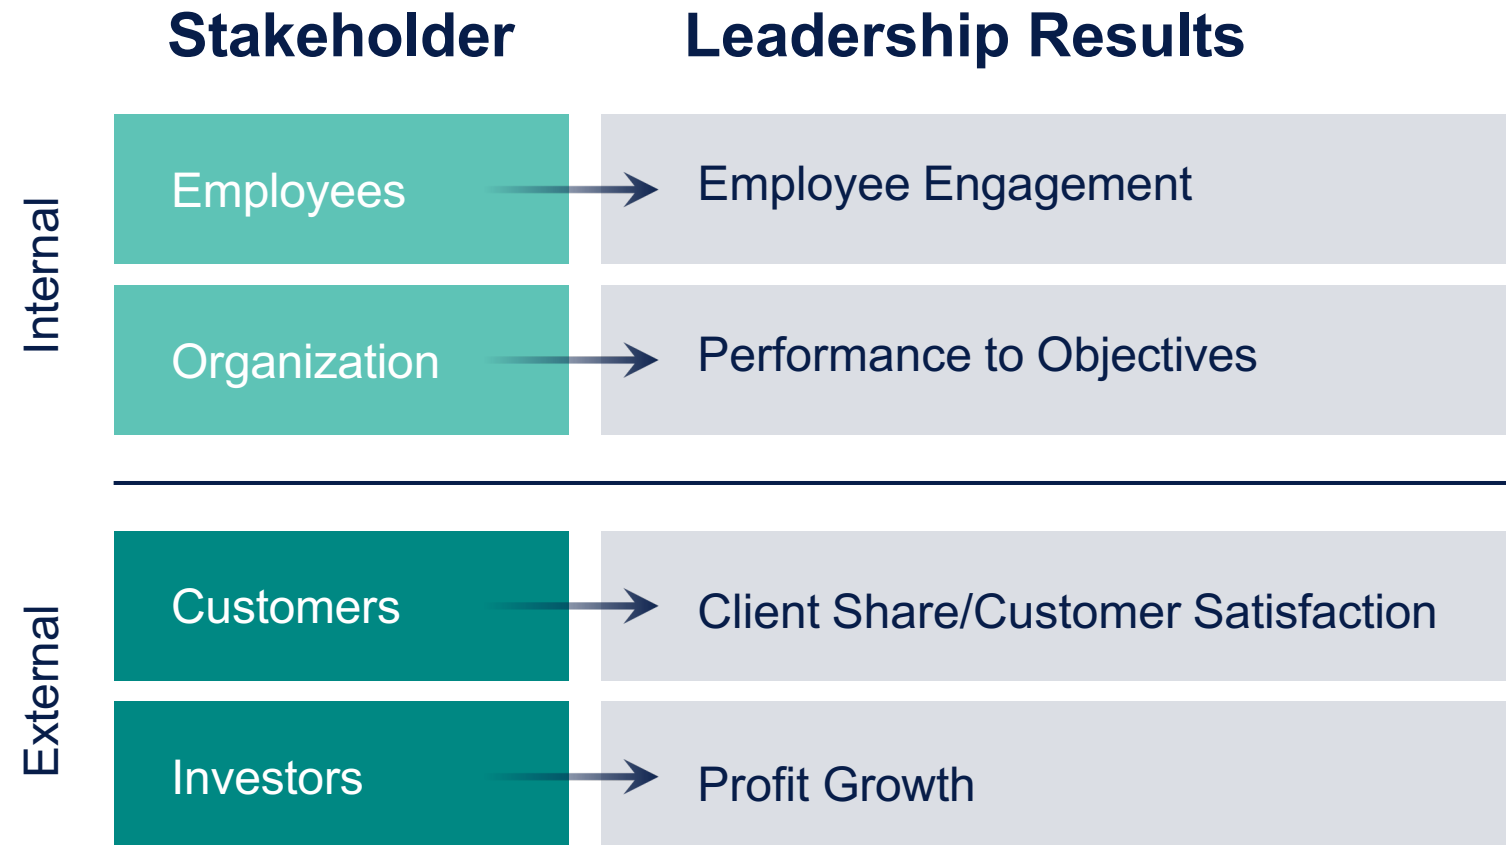 Stakeholder Leadership Results
Internal
Employees Employee Engagement
Organization Performance to Objectives
External
Customers Client Share/Customer Satisfaction
Investors Profit Growth